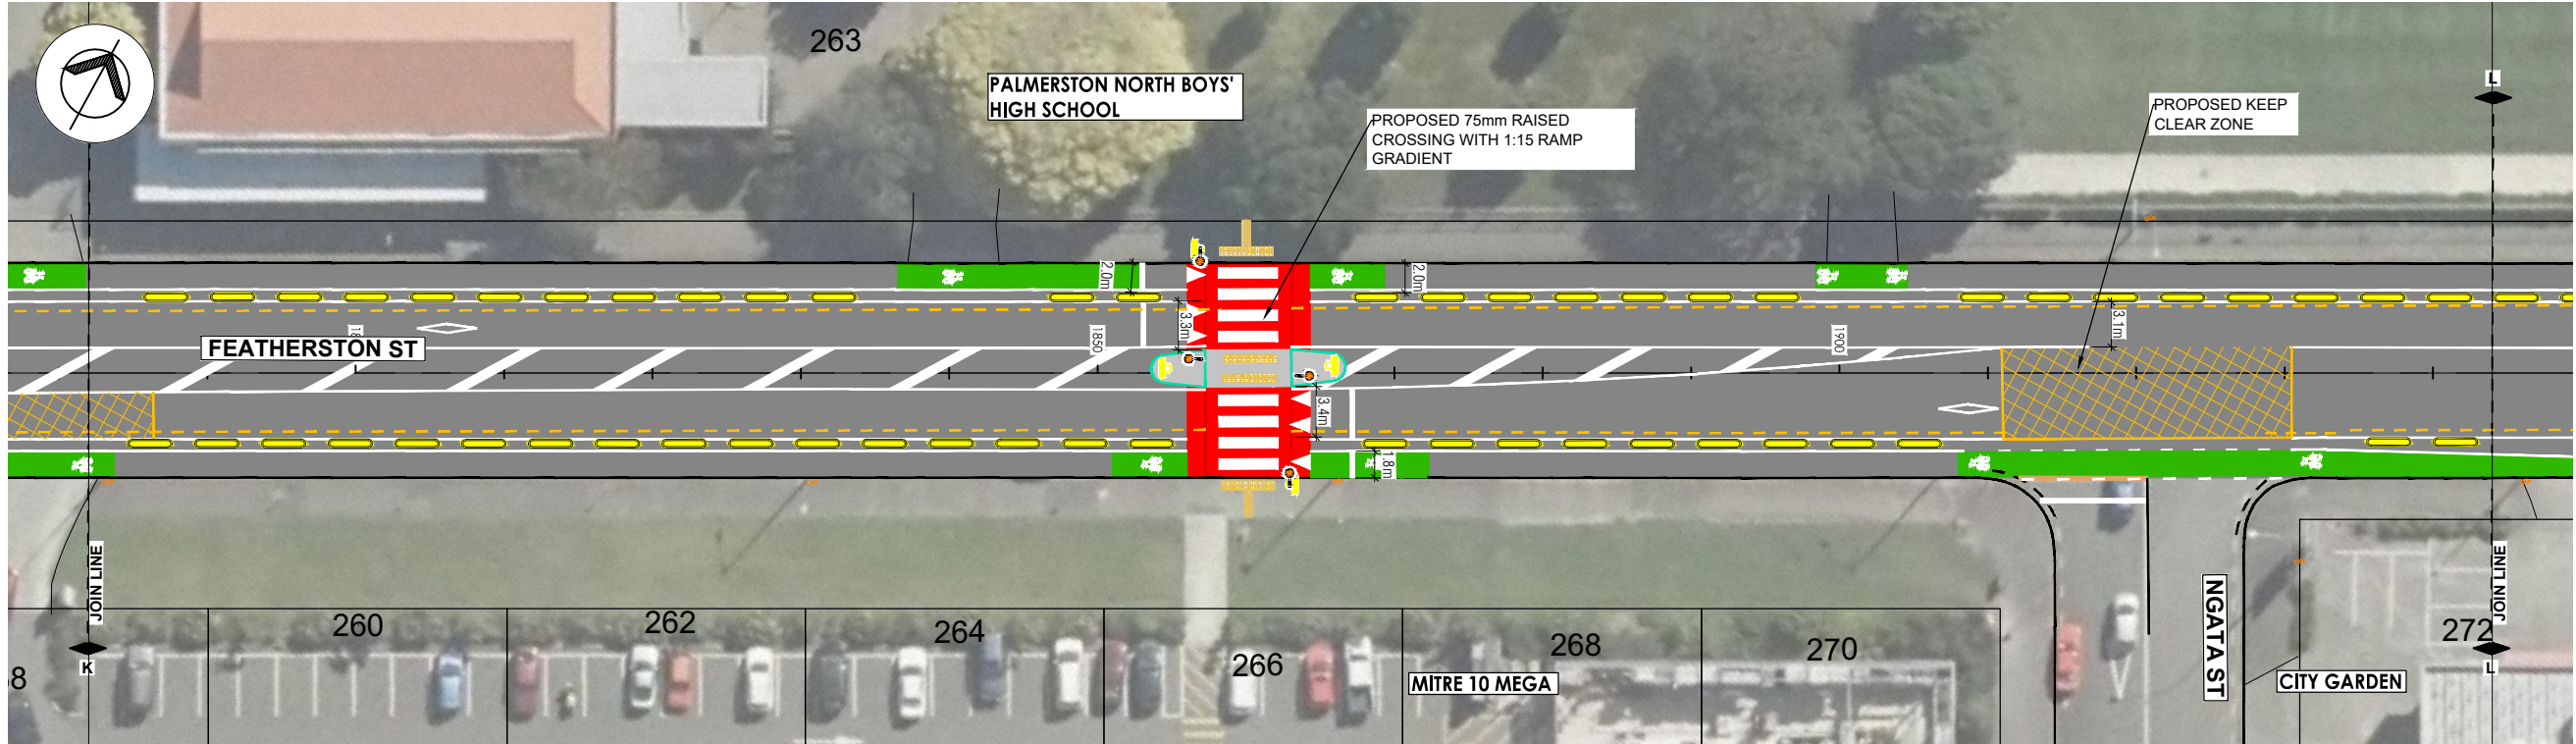 263
PALMERSTON NORTH BOYS'
HIGH SCHOOL
PROPOSED 75mm RAISED
CROSSING WITH 1:15 RAMP
GRADIENT
PROPOSED KEEP
CLEAR ZONE
L
2.0m
2.0m
3.3m
3.1m
1850
1900
FEATHERSTON ST
3.4m
1.8m
JOIN LINE
K
260
262
264
266
268
270
272
MITRE 10 MEGA
NGATA ST
CITY GARDEN
JOIN LINE
L